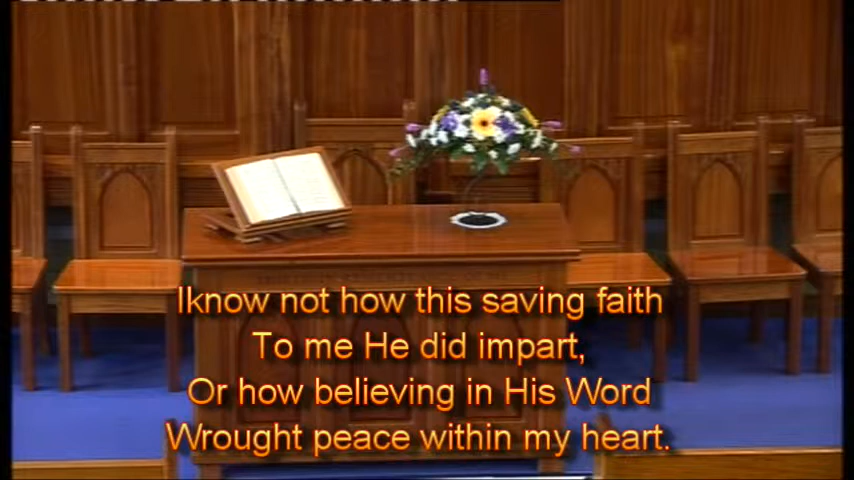 Iknow not how this saving faith
To me He did impart,
Or how believing in His Word
Wrought peace within my heart.